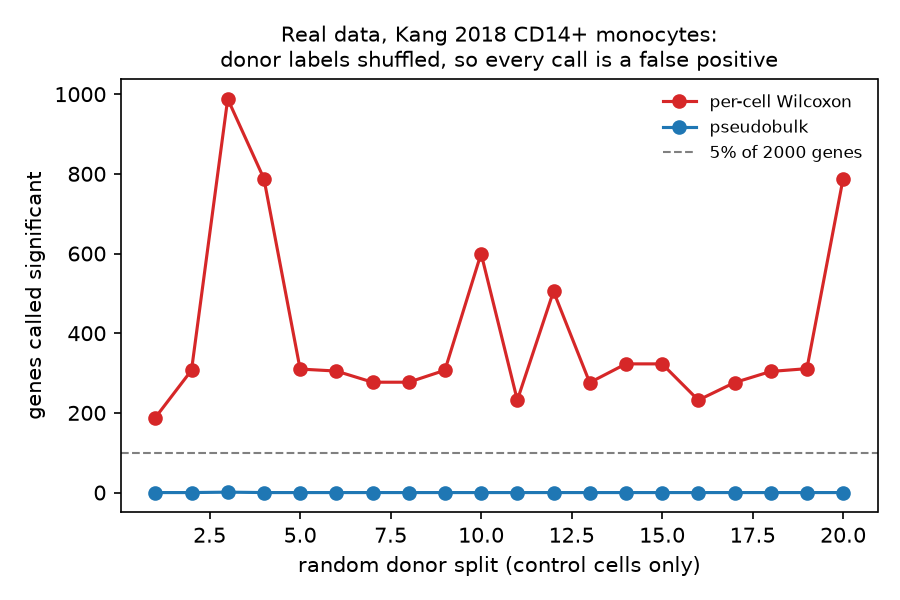 Real data, Kang 2018 CD14+ monocytes:
donor labels shuffled, so every call is a false positive
per-cell Wilcoxon
pseudobulk
5% of 2000 genes
genes called significant
1000
800
600
400
200
0
2.5 5.0 7.5 10.0 12.5 15.0 17.5 20.0
random donor split (control cells only)